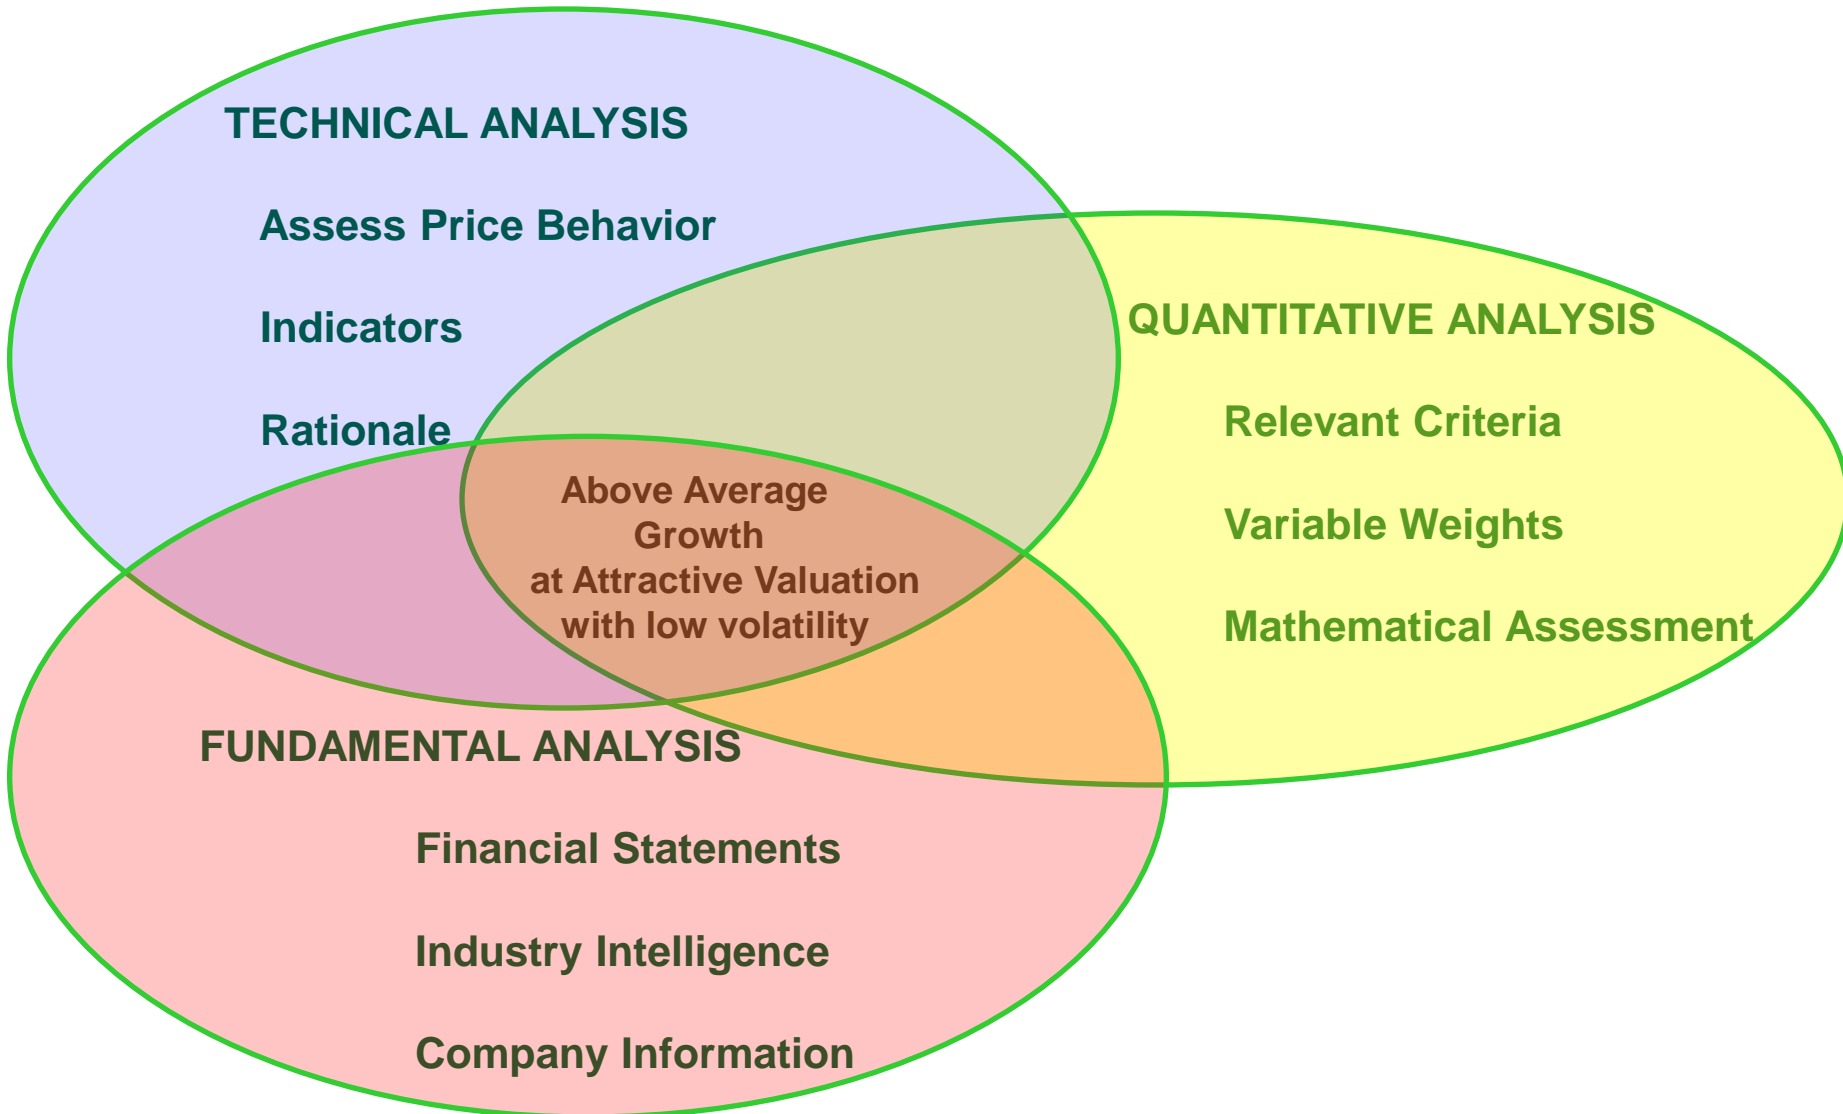 TECHNICAL ANALYSIS
Assess Price Behavior
Indicators
Rationale
QUANTITATIVE ANALYSIS
Relevant Criteria
Variable Weights
Mathematical Assessment
Above Average
Growth
at Attractive Valuation
with low volatility
FUNDAMENTAL ANALYSIS
Financial Statements
Industry Intelligence
Company Information